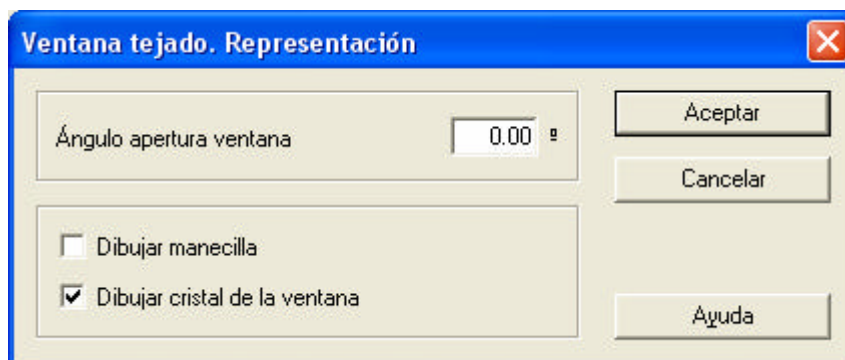 Ventana tejado. Representación
Ángulo apertura ventana 0.00 º
Aceptar
Cancelar
Dibujar manecilla
Dibujar cristal de la ventana
Ayuda